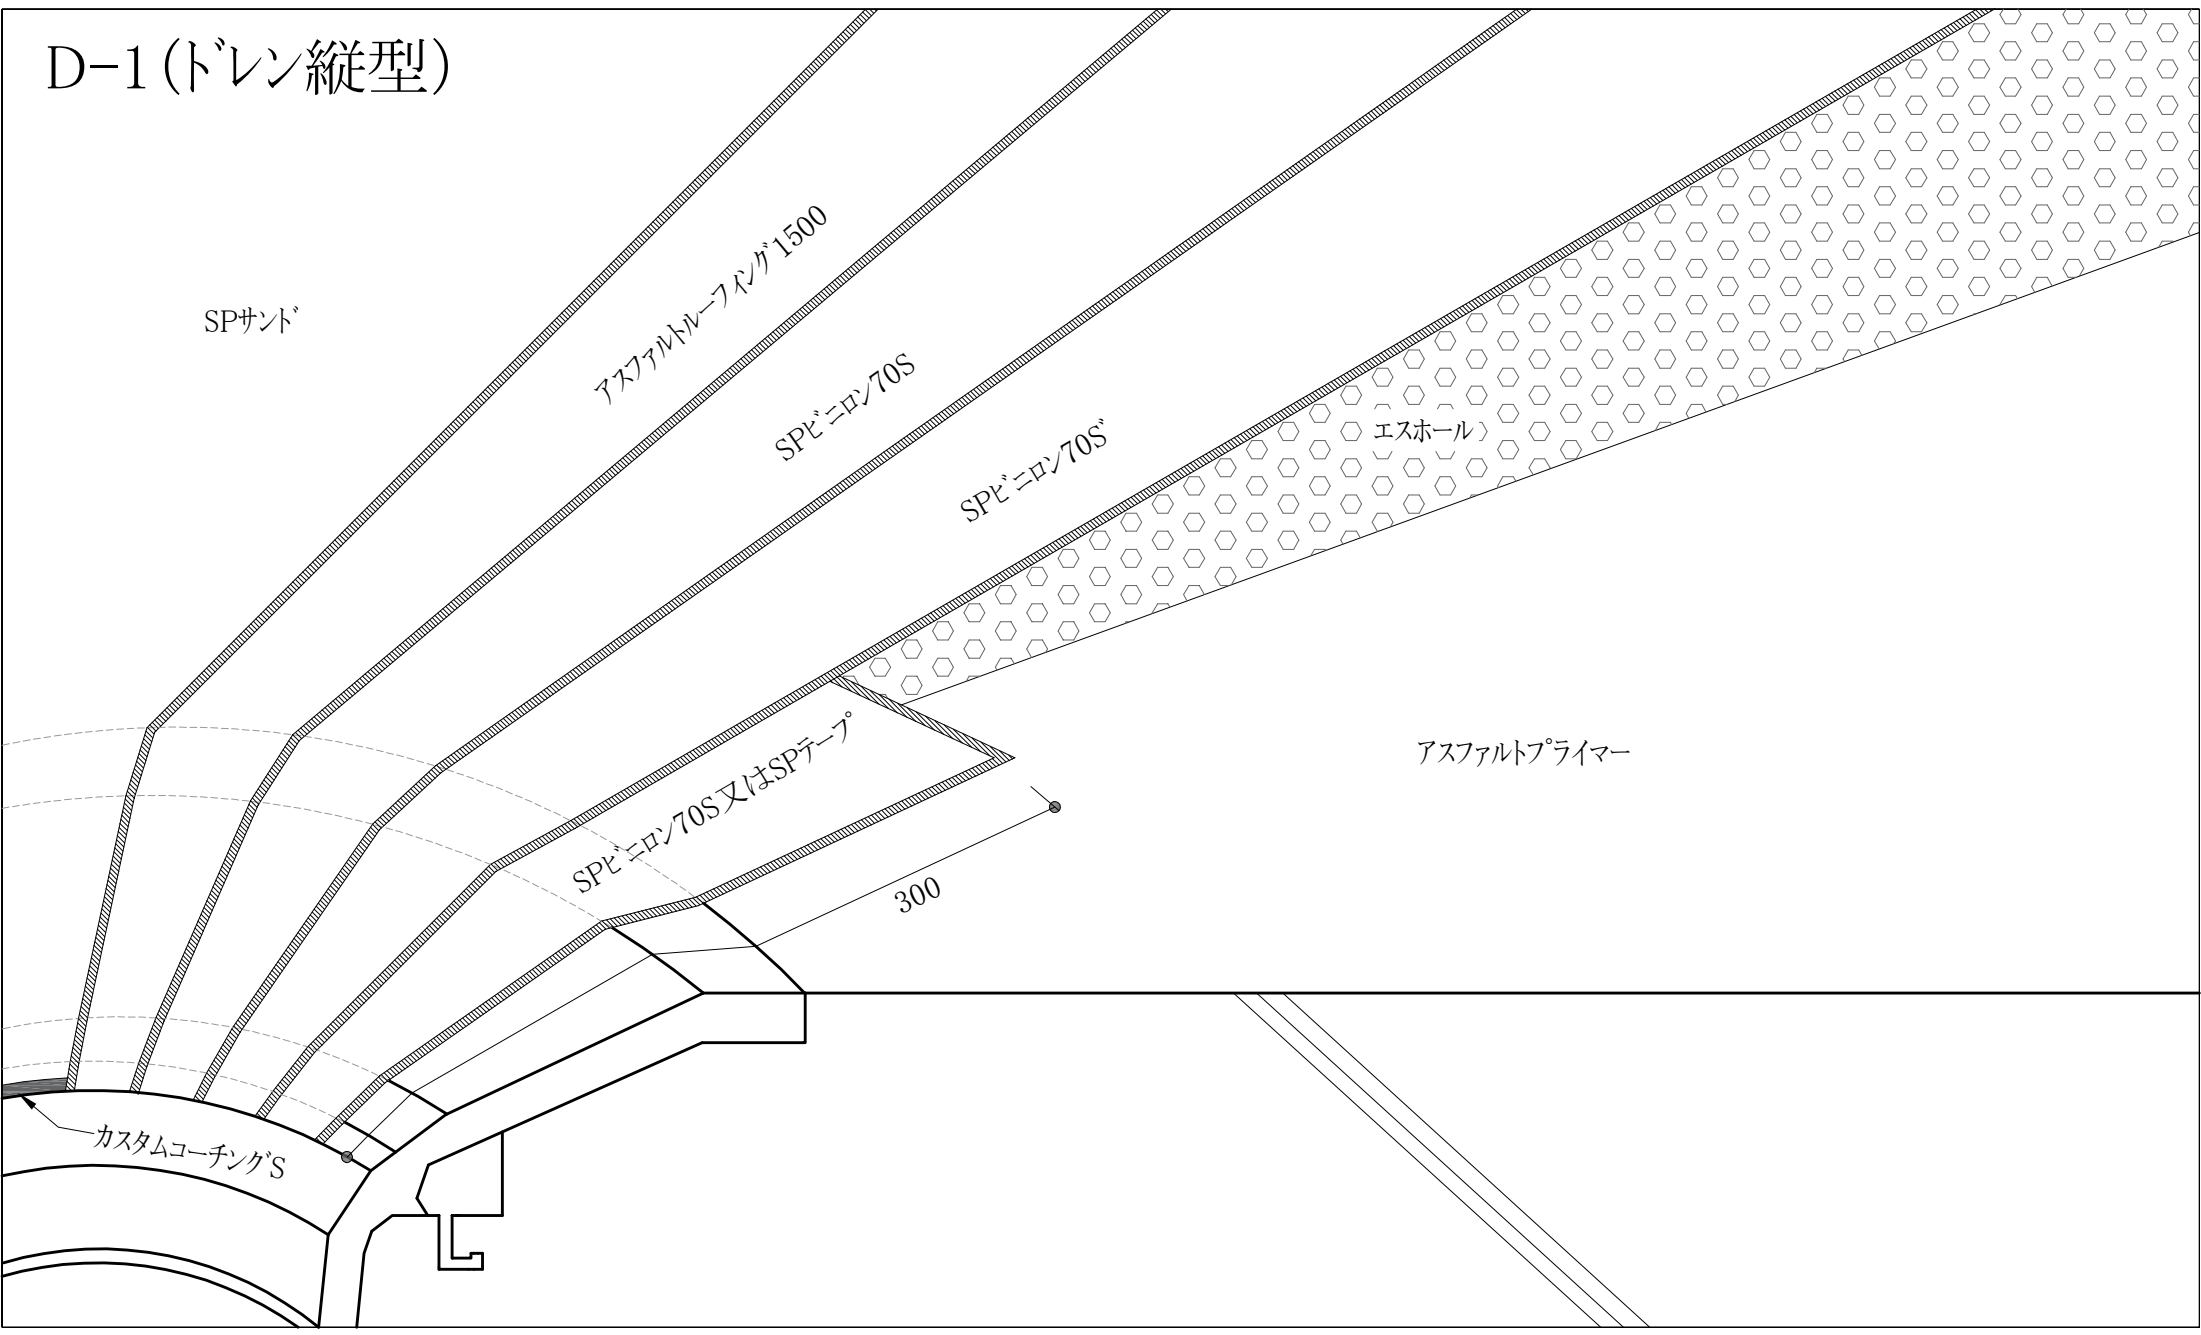 D-1(ドレン縦型)
SPサンド
アスファルトルーフィング1500
SPビニロン70S
SPビニロン70S
エスホール
SPビニロン70S又はSPテープ
アスファルトプライマー
300
カスタムコーチングS